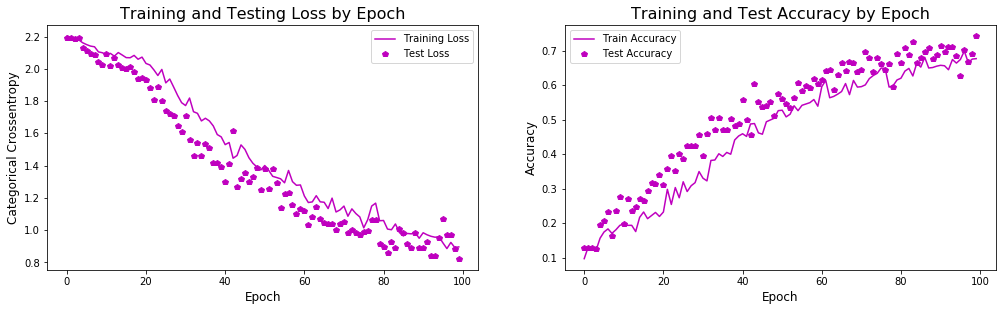 Training and Testing Loss by Epoch
2.2
2.0
1.8
1.6
1.4
1.2
1.0
0.8
Categorical Crossentropy
Training Loss
Test Loss
0
20
40
60
80
100
Epoch
Training and Test Accuracy by Epoch
0.7
0.6
0.5
0.4
0.3
0.2
0.1
Accuracy
Train Accuracy
Test Accuracy
0
20
40
60
80
100
Epoch